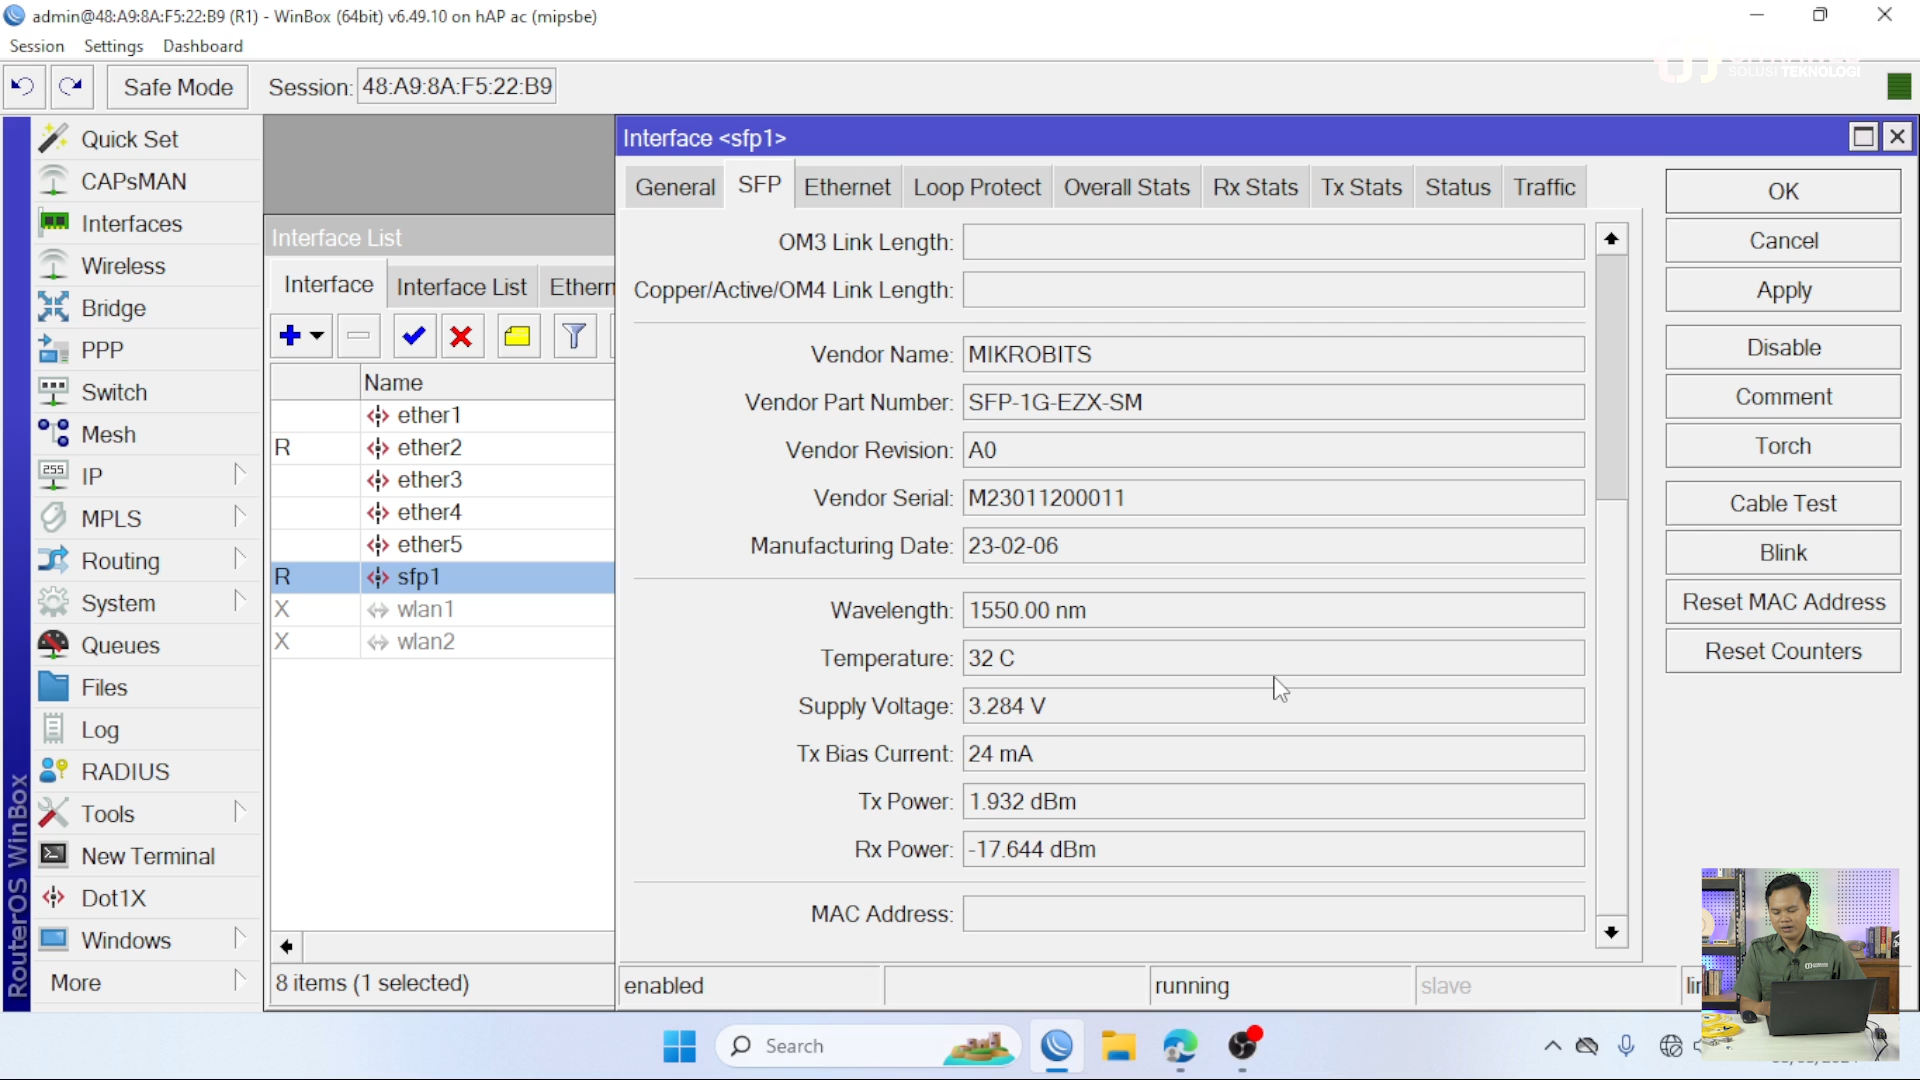 admin@48:A9:8A:F5:22:B9 (R1) - WinBox (64bit) v6.49.10 on hAP ac (mipsbe)
Session Settings Dashboard
Safe Mode Session: 48:A9:8A:F5:22:B9
SOLUSI TEKNOLOGI
Quick Set
CAPsMAN
Interfaces
Wireless
Bridge
PPP
Switch
Mesh
255 IP
MPLS
Routing
System
Queues
Files
Log
RADIUS
Tools
New Terminal
Dot1X
Windows
More
RouterOS WinBox
Interface List
Interface Interface List Ethern
Name
ether1
R ether2
ether3
ether4
ether5
R sfp1
X wlan1
X wlan2
8 items (1 selected)
Interface <sfp1>
General SFP Ethernet Loop Protect Overall Stats Rx Stats Tx Stats Status Traffic
OM3 Link Length:
Copper/Active/OM4 Link Length:
Vendor Name: MIKROBITS
Vendor Part Number: SFP-1G-EZX-SM
Vendor Revision: A0
Vendor Serial: M23011200011
Manufacturing Date: 23-02-06
Wavelength: 1550.00 nm
Temperature: 32 C
Supply Voltage: 3.284 V
Tx Bias Current: 24 mA
Tx Power: 1.932 dBm
Rx Power: -17.644 dBm
MAC Address:
enabled running slave
OK
Cancel
Apply
Disable
Comment
Torch
Cable Test
Blink
Reset MAC Address
Reset Counters
Search